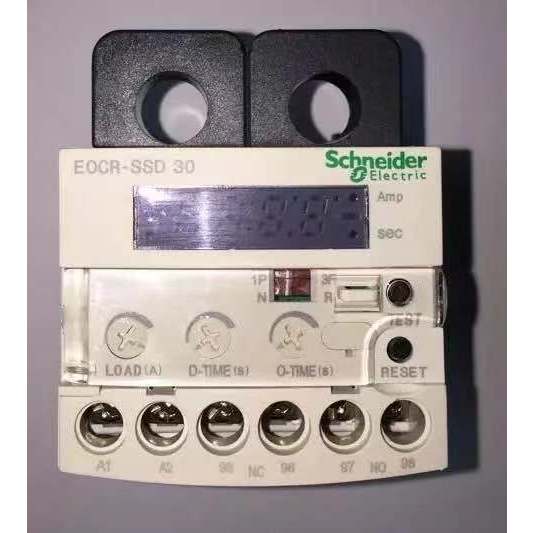 EOCR-SSD 30
Schneider
Electric
Amp
sec
1P 3P
N R
TEST
LOAD(A) D-TIME(s) O-TIME(s) RESET
A1 A2 95 NC 96 97 NO 98